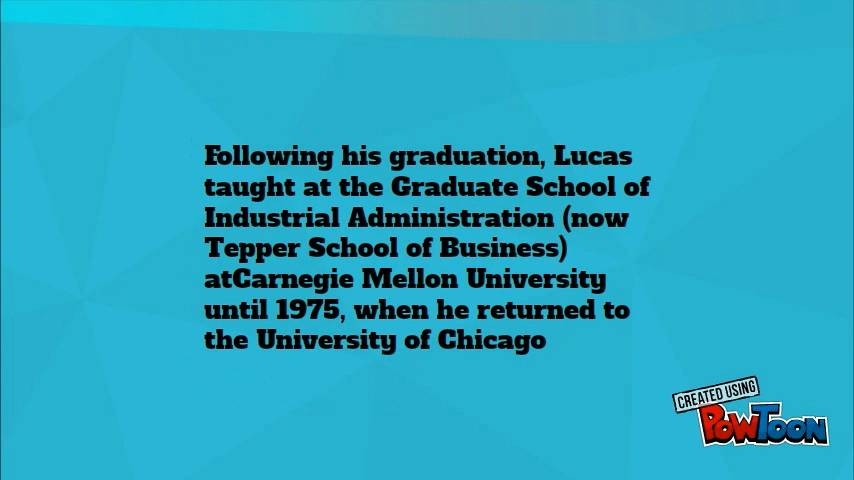 Following his graduation, Lucas
taught at the Graduate School of
Industrial Administration (now
Tepper School of Business)
atCarnegie Mellon University
until 1975, when he returned to
the University of Chicago
CREATED USING
POWTOON